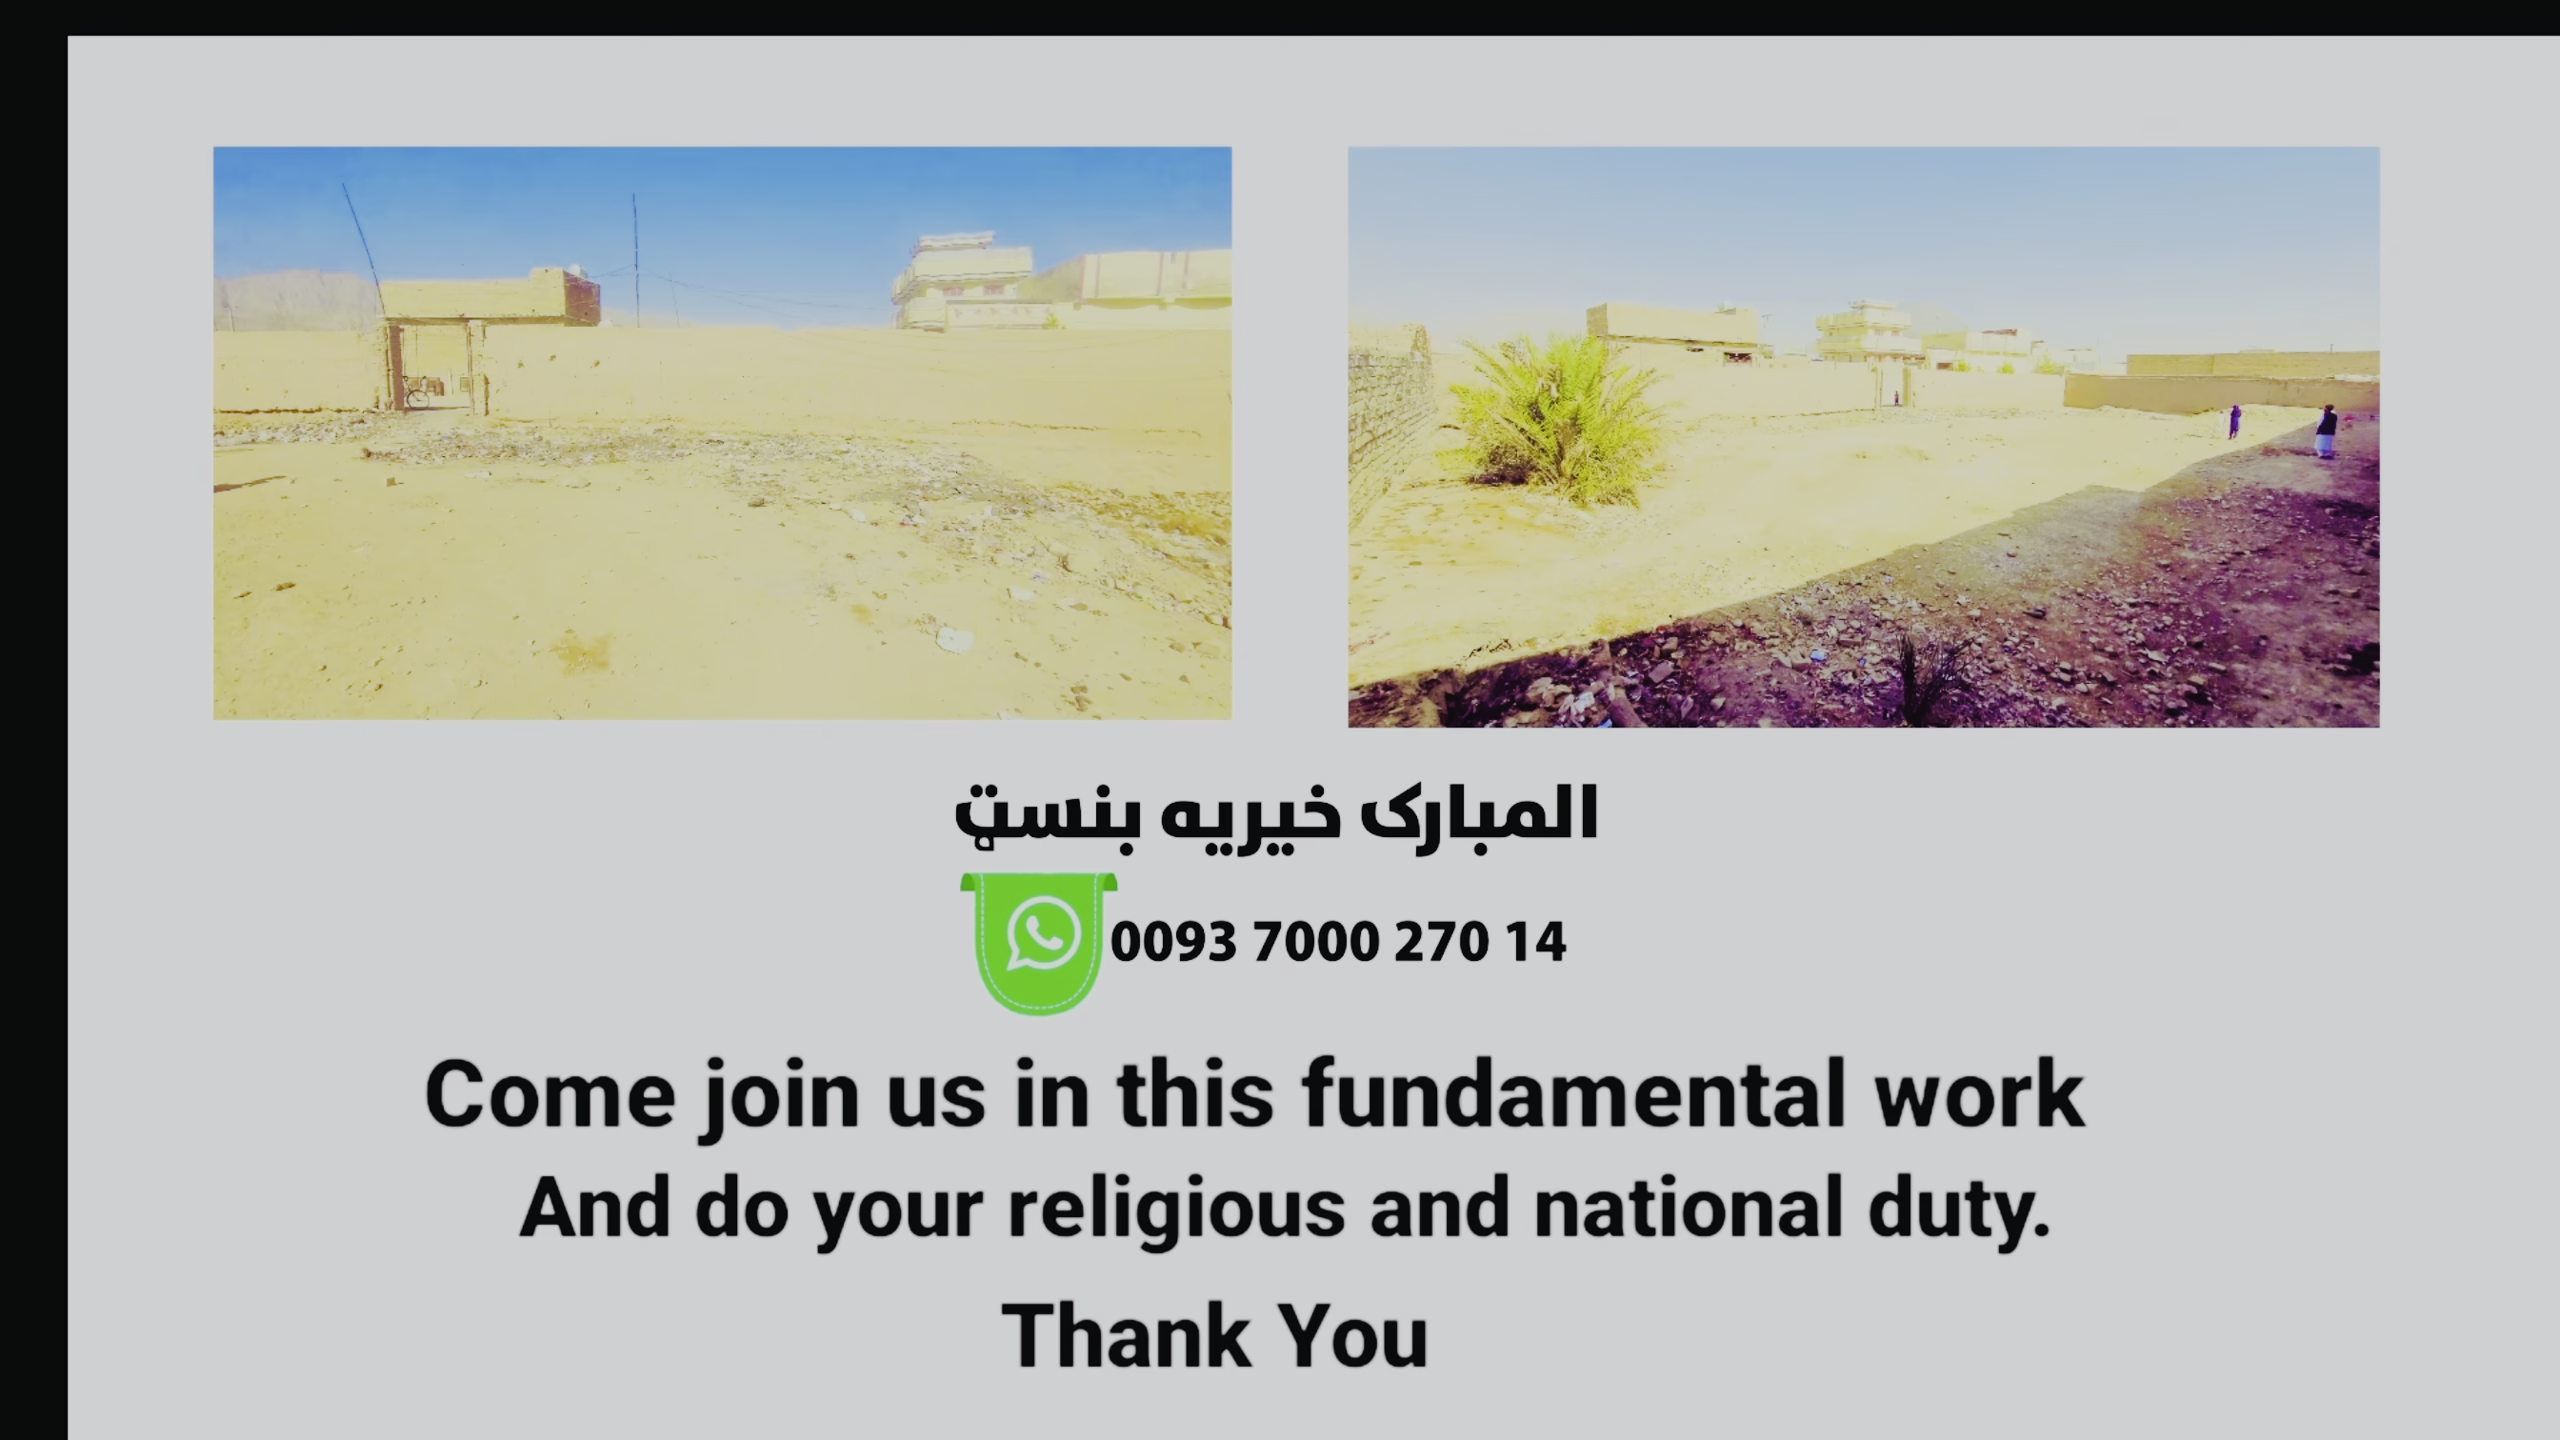 المبارک خیریه بنسټ
0093 7000 270 14
Come join us in this fundamental work
And do your religious and national duty.
Thank You